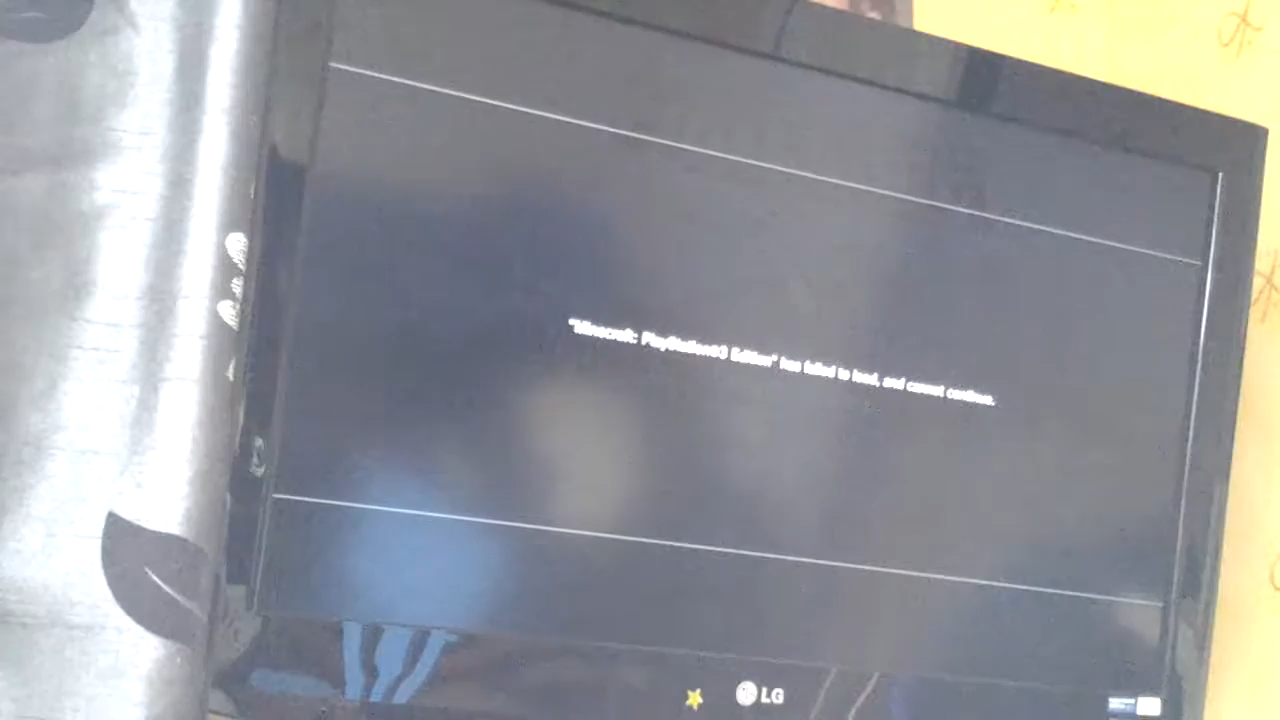 "Minecraft: PlayStation®3 Edition" has failed to load, and cannot continue.
LG